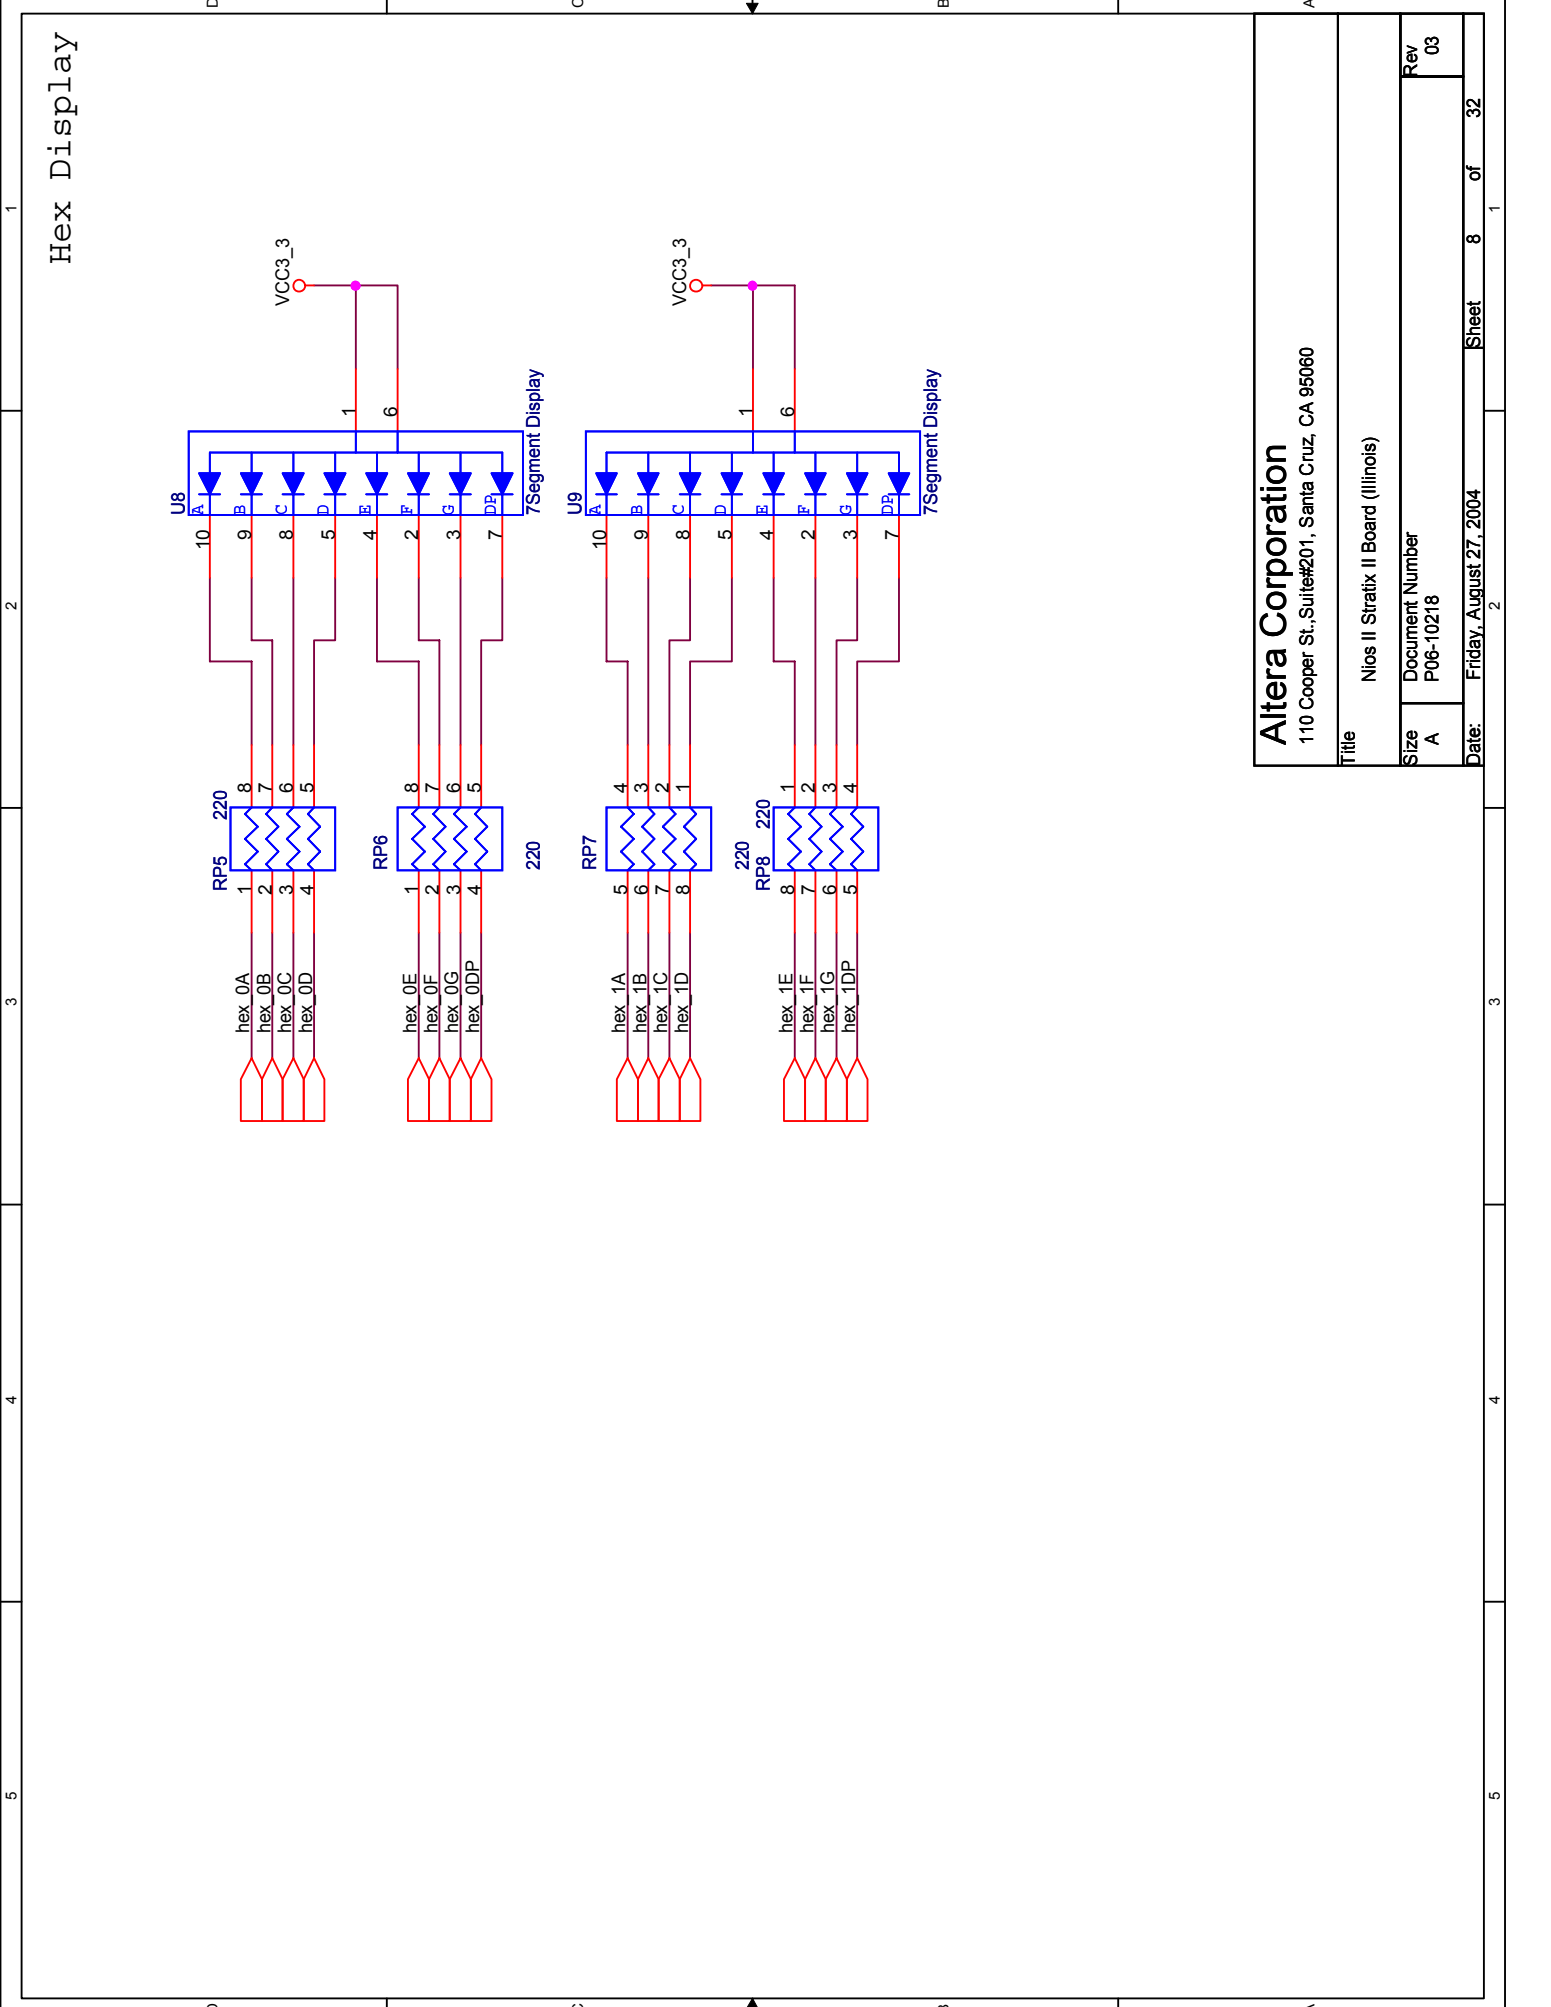 Hex Display
U8
7Segment Display
A
B
C
D
E
F
G
DP
10
9
8
5
4
2
3
7
1
6
VCC3_3
RP5
220
1
2
3
4
8
7
6
5
hex_0A
hex_0B
hex_0C
hex_0D
RP6
220
1
2
3
4
8
7
6
5
hex_0E
hex_0F
hex_0G
hex_0DP
U9
7Segment Display
A
B
C
D
E
F
G
DP
10
9
8
5
4
2
3
7
1
6
VCC3_3
RP7
220
5
6
7
8
4
3
2
1
hex_1A
hex_1B
hex_1C
hex_1D
RP8
220
8
7
6
5
1
2
3
4
hex_1E
hex_1F
hex_1G
hex_1DP
Altera Corporation
110 Cooper St.,Suite#201, Santa Cruz, CA 95060
Title
Nios II Stratix II Board (Illinois)
Size
A
Document Number
P06-10218
Rev
03
Date:
Friday, August 27, 2004
Sheet
8
of
32
5
4
3
2
1
5
4
3
2
1
D
C
B
A